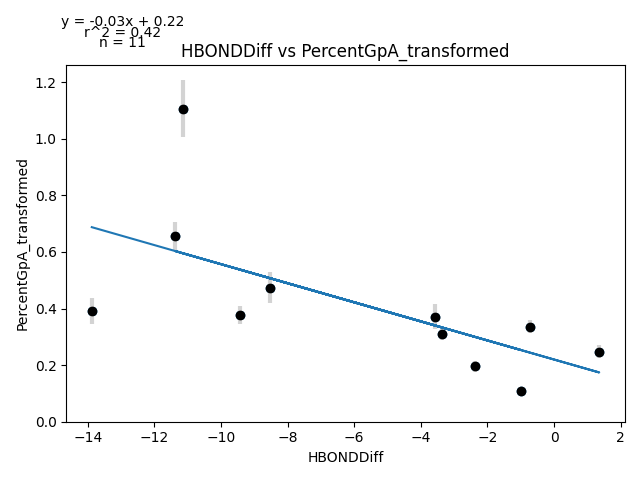 y = -0.03x + 0.22
r^2 = 0.42
n = 11
HBONDDiff vs PercentGpA_transformed
PercentGpA_transformed
1.2
1.0
0.8
0.6
0.4
0.2
0.0
−14
−12
−10
−8
−6
−4
−2
0
2
HBONDDiff